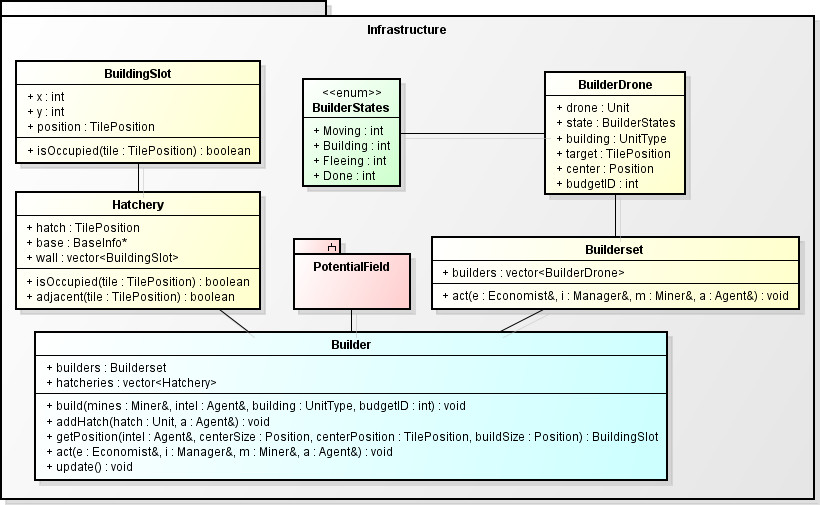 Infrastructure
BuildingSlot
+ x : int
+ y : int
+ position : TilePosition
+ isOccupied(tile : TilePosition) : boolean
<<enum>>
BuilderStates
+ Moving : int
+ Building : int
+ Fleeing : int
+ Done : int
BuilderDrone
+ drone : Unit
+ state : BuilderStates
+ building : UnitType
+ target : TilePosition
+ center : Position
+ budgetID : int
Hatchery
+ hatch : TilePosition
+ base : BaseInfo*
+ wall : vector<BuildingSlot>
+ isOccupied(tile : TilePosition) : boolean
+ adjacent(tile : TilePosition) : boolean
PotentialField
Builderset
+ builders : vector<BuilderDrone>
+ act(e : Economist&, i : Manager&, m : Miner&, a : Agent&) : void
Builder
+ builders : Builderset
+ hatcheries : vector<Hatchery>
+ build(mines : Miner&, intel : Agent&, building : UnitType, budgetID : int) : void
+ addHatch(hatch : Unit, a : Agent&) : void
+ getPosition(intel : Agent&, centerSize : Position, centerPosition : TilePosition, buildSize : Position) : BuildingSlot
+ act(e : Economist&, i : Manager&, m : Miner&, a : Agent&) : void
+ update() : void